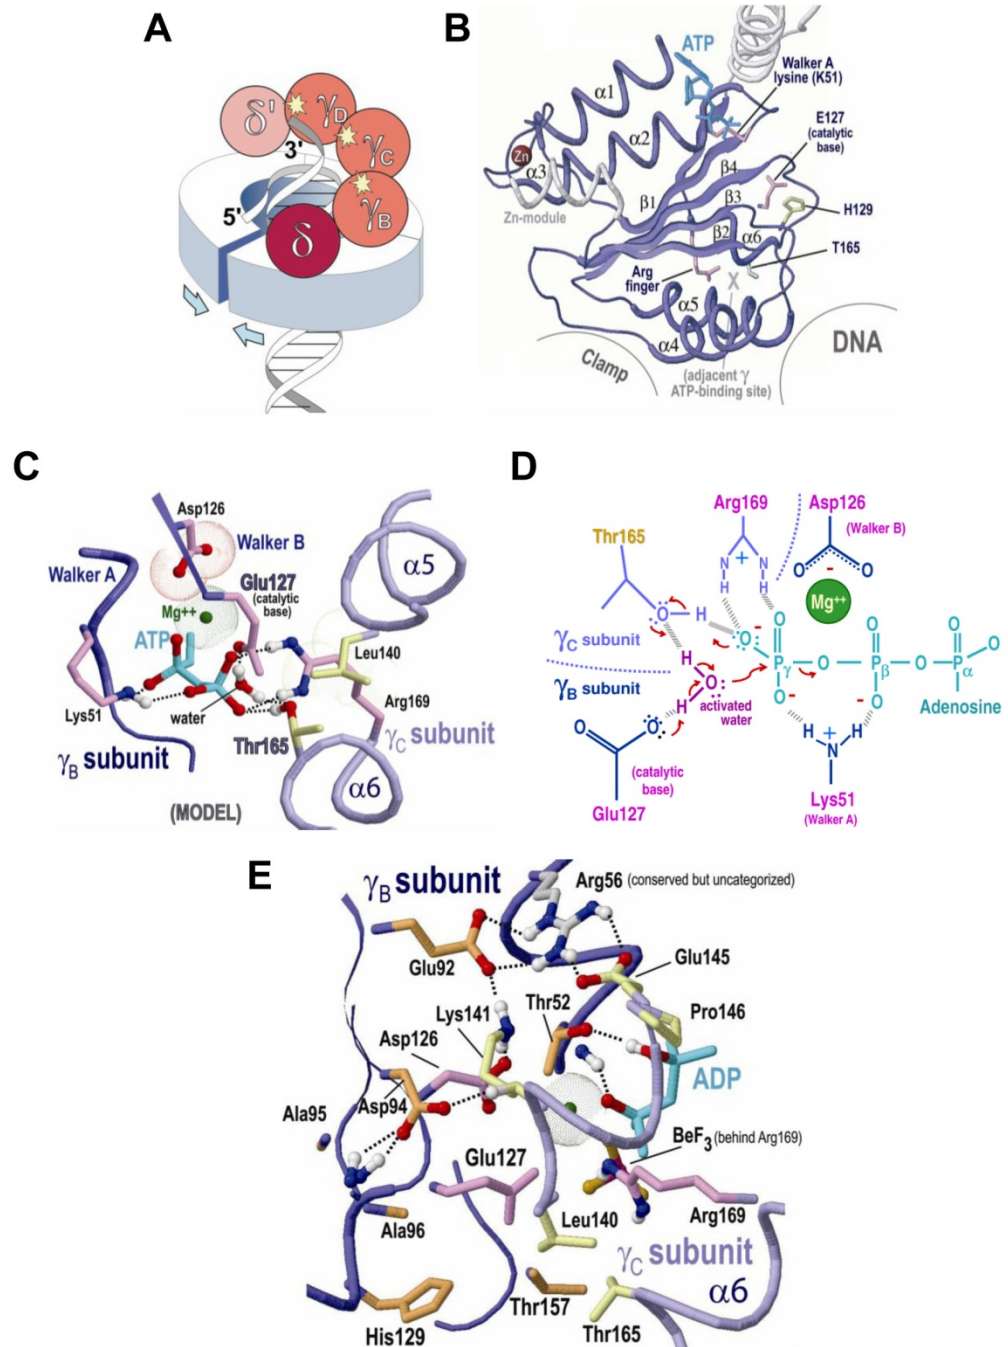 A
δ'
γD
γC
γB
δ
3'
5'
B
ATP
Walker A
lysine (K51)
E127
(catalytic
base)
H129
T165
α1
α2
α3
Zn
Zn-module
β1
β4
β3
β2
α6
Arg
finger
X
α5
α4
Clamp
(adjacent γ
ATP-binding site)
DNA
C
Asp126
Walker B
Walker A
Glu127
(catalytic
base)
Mg++
ATP
α5
Leu140
Lys51
water
Arg169
Thr165
γC subunit
γB subunit
α6
(MODEL)
D
Arg169
Asp126
(Walker B)
Thr165
N
N
+
H
H
O
O
-
Mg++
O
H
O
-
O
O
O
γC subunit
H
P
γ
O
P
β
O
P
α
γB subunit
O
activated
water
H
O
-
-
O
Adenosine
O
O
H
+
H
N
(catalytic
base)
Glu127
Lys51
(Walker A)
E
γB subunit
Arg56 (conserved but uncategorized)
Glu92
Glu145
Thr52
Pro146
Lys141
Asp126
ADP
Asp94
Ala95
BeF3 (behind Arg169)
Glu127
Leu140
Arg169
Ala96
γC subunit
α6
Thr157
His129
Thr165